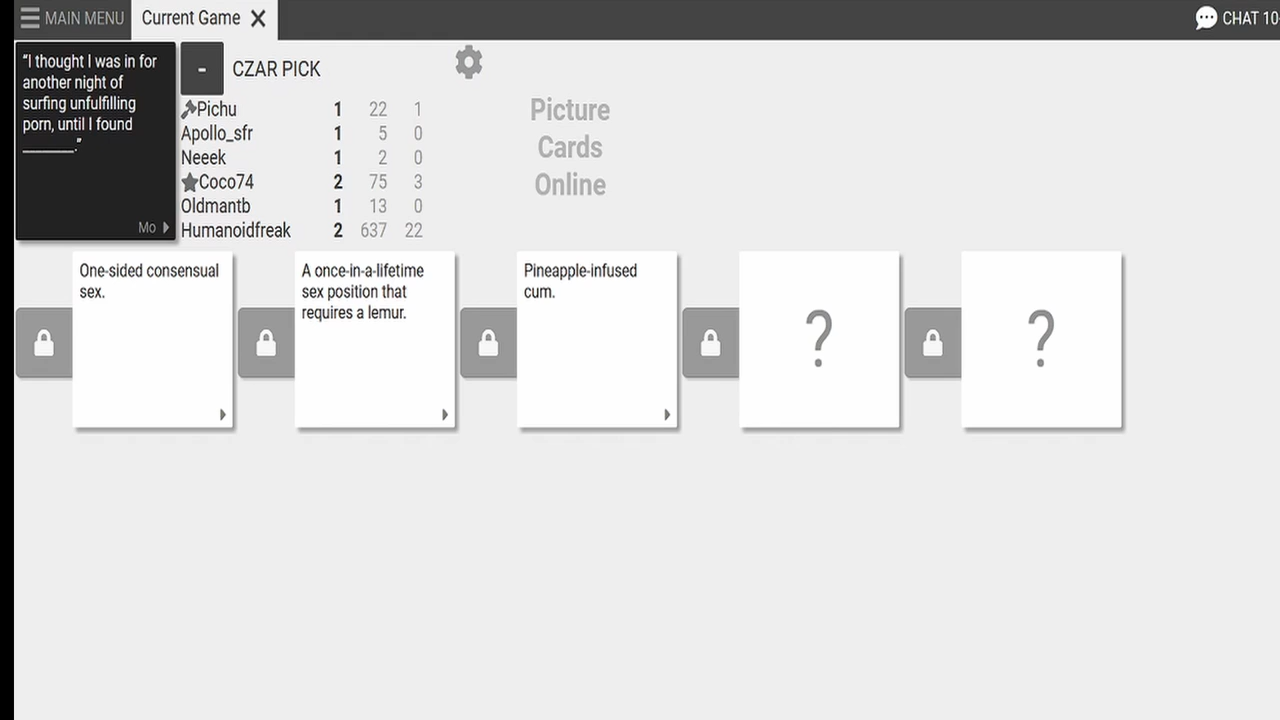 MAIN MENU
Current Game
CHAT 10
“I thought I was in for
another night of
surfing unfulfilling
porn, until I found
_______.”
Mo
-
CZAR PICK
Pichu 1 22 1
Apollo_sfr 1 5 0
Neeek 1 2 0
Coco74 2 75 3
Oldmantb 1 13 0
Humanoidfreak 2 637 22
Picture
Cards
Online
One-sided consensual
sex.
A once-in-a-lifetime
sex position that
requires a lemur.
Pineapple-infused
cum.
?
?